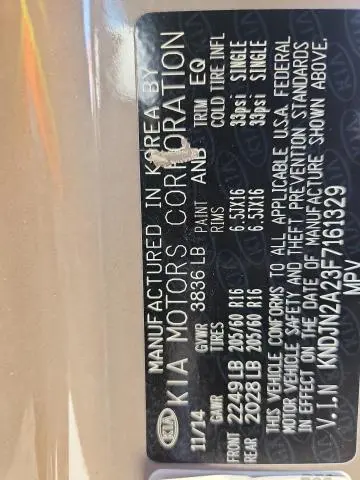 MANUFACTURED IN KOREA BY
KIA KIA MOTORS CORPORATION
11/14 GVWR 3836 LB PAINT ANB TRIM EQ
GAWR TIRES RIMS COLD TIRE INFL
FRONT 2249 LB 205/60 R16 6.5JX16 33psi SINGLE
REAR 2028 LB 205/60 R16 6.5JX16 33psi SINGLE
THIS VEHICLE CONFORMS TO ALL APPLICABLE U.S.A. FEDERAL
MOTOR VEHICLE SAFETY AND THEFT PREVENTION STANDARDS
IN EFFECT ON THE DATE OF MANUFACTURE SHOWN ABOVE.
V.I.N KNDJN2A23F7161329
MPV